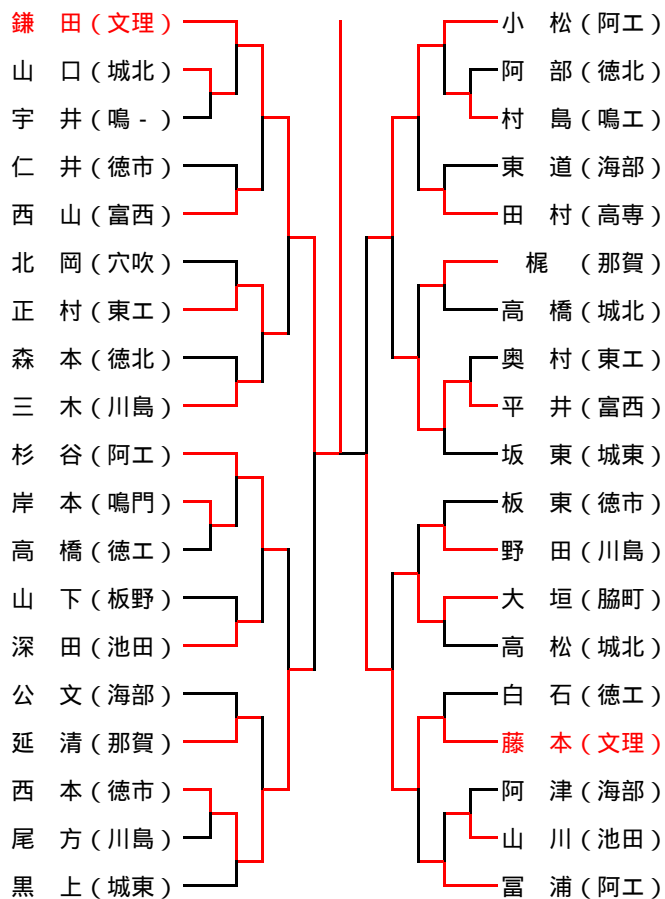 鎌　田（文理）
山　口（城北）
宇　井（鳴 - ）
仁　井（徳市）
西　山（富西）
北　岡（穴吹）
正　村（東工）
森　本（徳北）
三　木（川島）
杉　谷（阿工）
岸　本（鳴門）
高　橋（徳工）
山　下（板野）
深　田（池田）
公　文（海部）
延　清（那賀）
西　本（徳市）
尾　方（川島）
黒　上（城東）
小　松（阿工）
阿　部（徳北）
村　島（鳴工）
東　道（海部）
田　村（高専）
梶　（那賀）
高　橋（城北）
奥　村（東工）
平　井（富西）
坂　東（城東）
板　東（徳市）
野　田（川島）
大　垣（脇町）
高　松（城北）
白　石（徳工）
藤　本（文理）
阿　津（海部）
山　川（池田）
冨　浦（阿工）